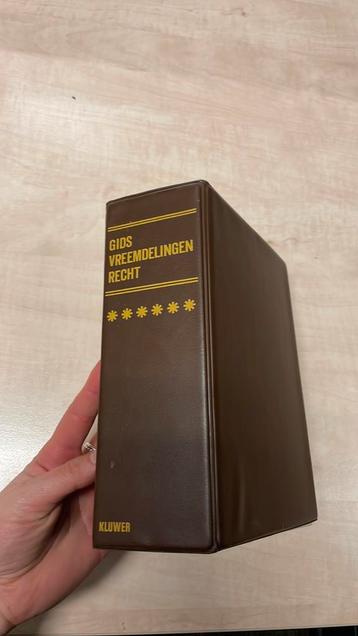 GIDS
VREEMDELINGEN
RECHT
******
KLUWER